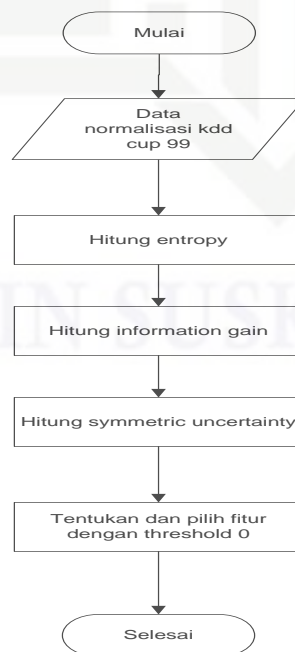 Mulai
Data
normalisasi kdd
cup 99
Hitung entropy
Hitung information gain
Hitung symmetric uncertainty
Tentukan dan pilih fitur
dengan threshold 0
Selesai